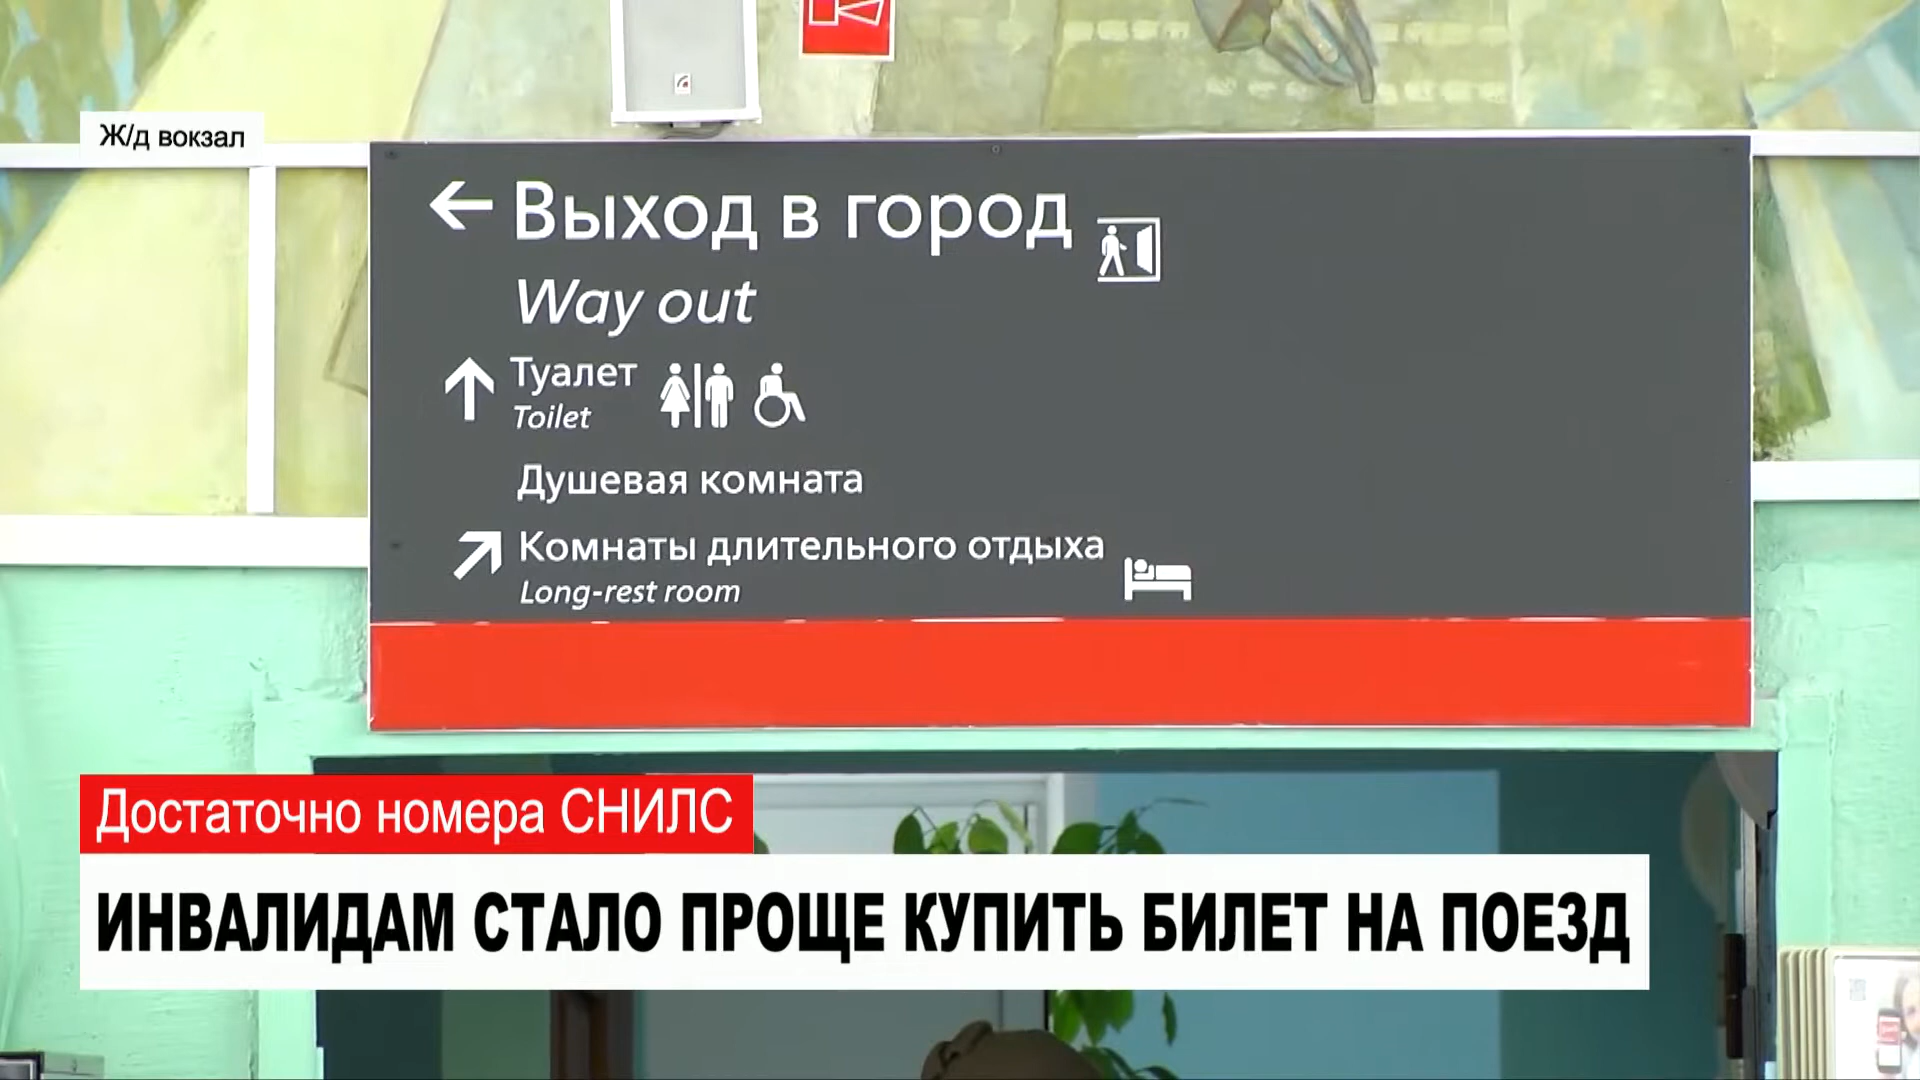 Ж/д вокзал
Выход в город
Way out
Туалет
Toilet
Душевая комната
Комнаты длительного отдыха
Long-rest room
Достаточно номера СНИЛС
ИНВАЛИДАМ СТАЛО ПРОЩЕ КУПИТЬ БИЛЕТ НА ПОЕЗД